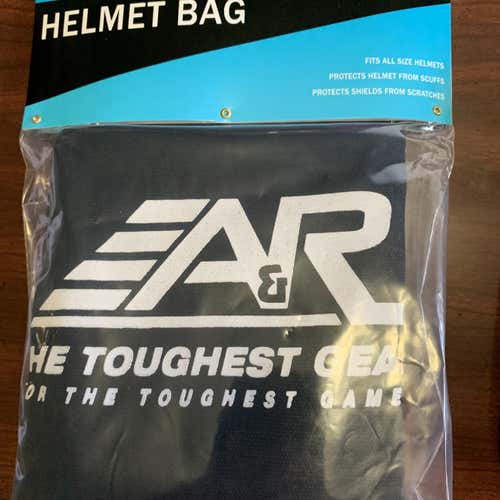 HELMET BAG
FITS ALL SIZE HELMETS
PROTECTS HELMET FROM SCUFFS
PROTECTS SHIELDS FROM SCRATCHES
A&R
HE TOUGHEST GEA
OR THE TOUGHEST GAME